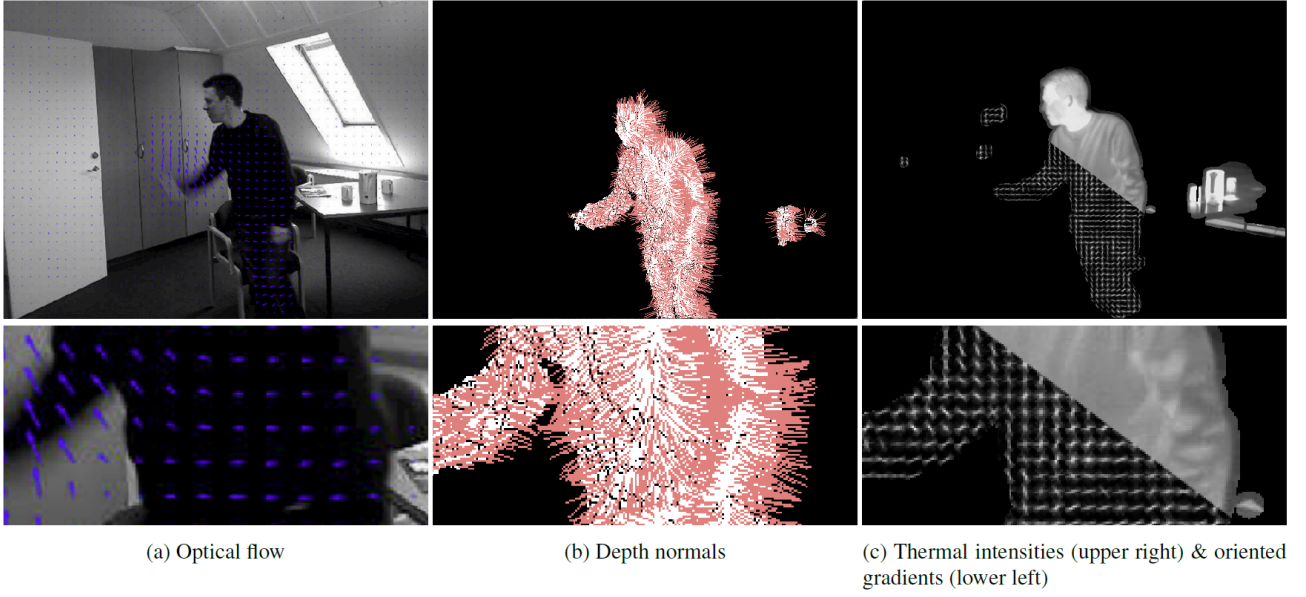 (a) Optical flow
(b) Depth normals
(c) Thermal intensities (upper right) & oriented
gradients (lower left)